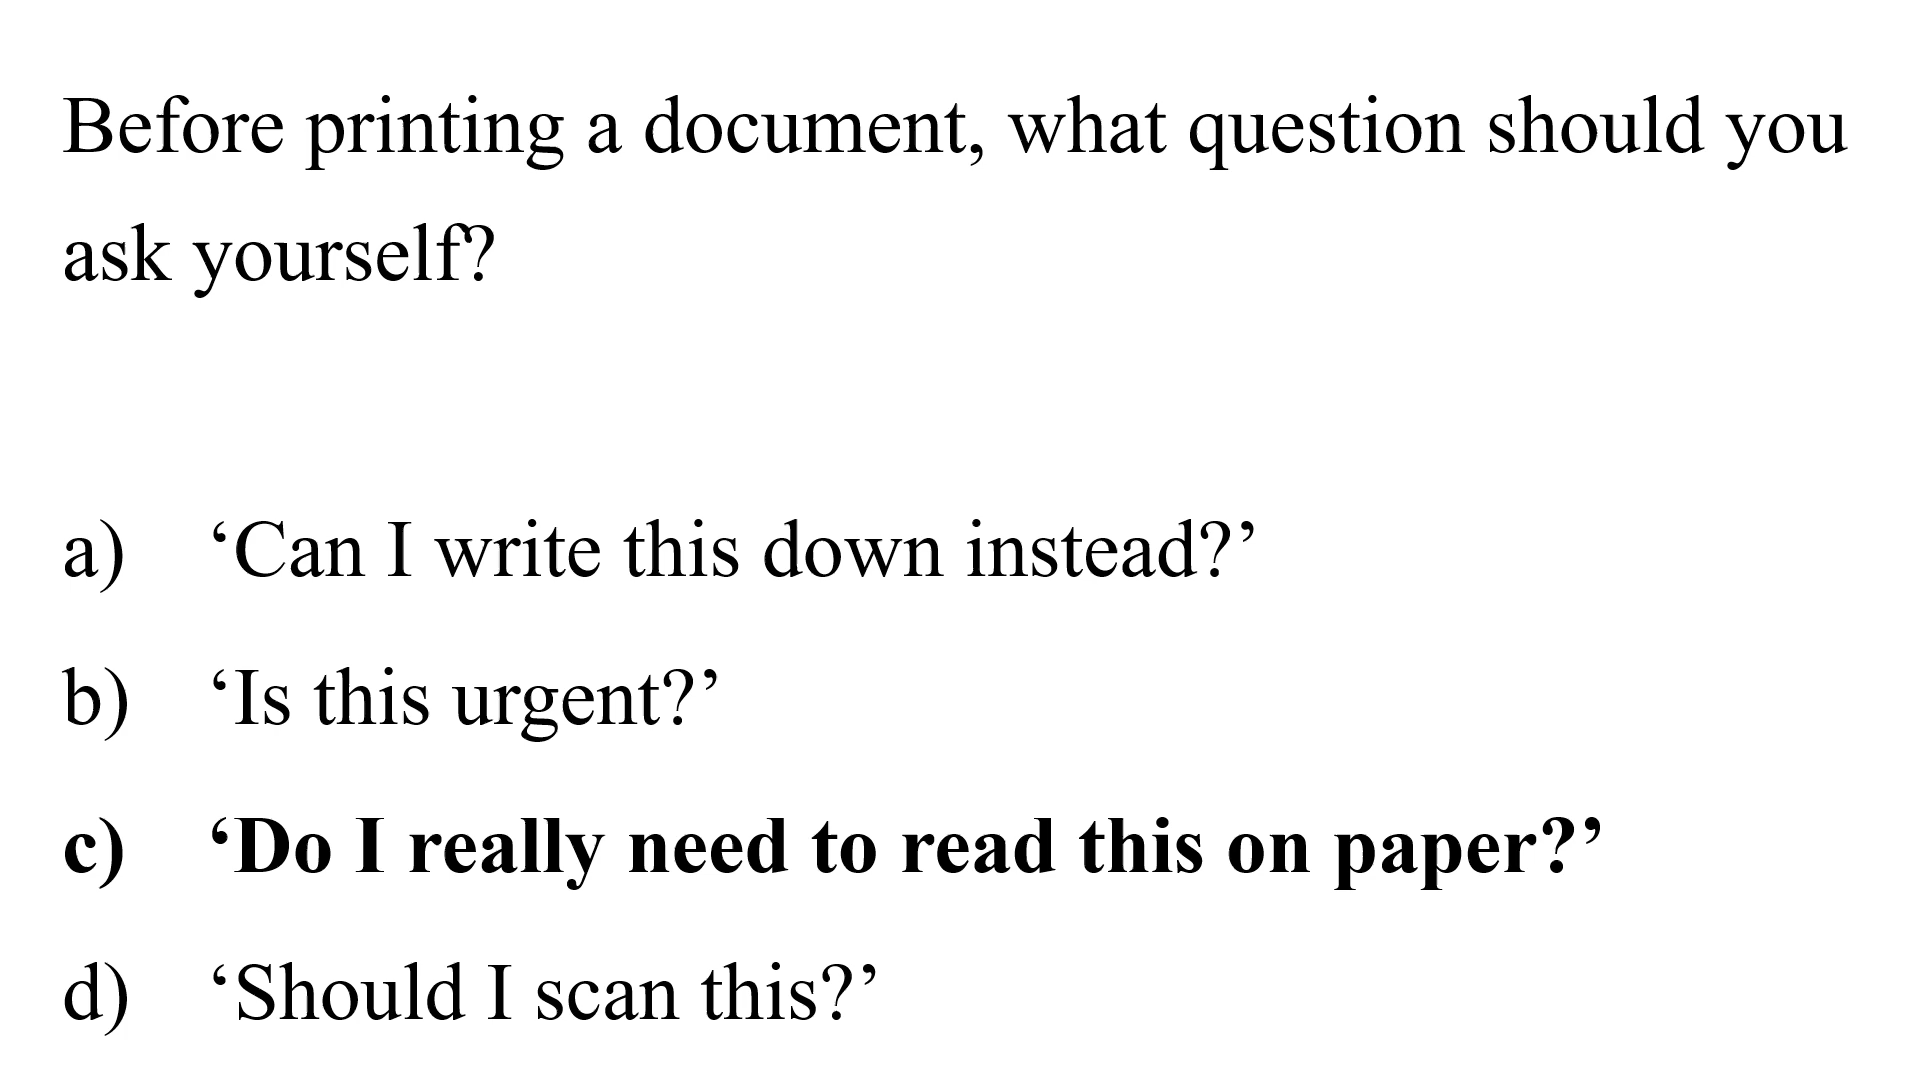 Before printing a document, what question should you
ask yourself?
a) ‘Can I write this down instead?’
b) ‘Is this urgent?’
c) ‘Do I really need to read this on paper?’
d) ‘Should I scan this?’